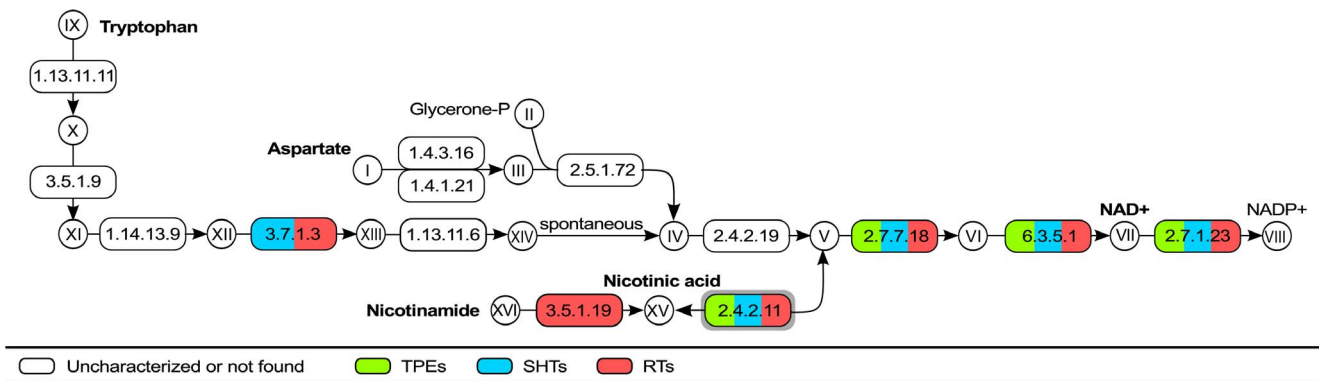 IX Tryptophan
1.13.11.11
X
Glycerone-P II
Aspartate I 1.4.3.16 III 2.5.1.72
1.4.1.21
3.5.1.9
XI 1.14.13.9 XII 3.7.1.3 XIII 1.13.11.6 XIV spontaneous IV 2.4.2.19 V 2.7.7.18 VI 6.3.5.1 NAD+ VII 2.7.1.23 NADP+ VIII
Nicotinic acid
Nicotinamide XVI 3.5.1.19 XV 2.4.2.11
Uncharacterized or not found TPEs SHTs RTs